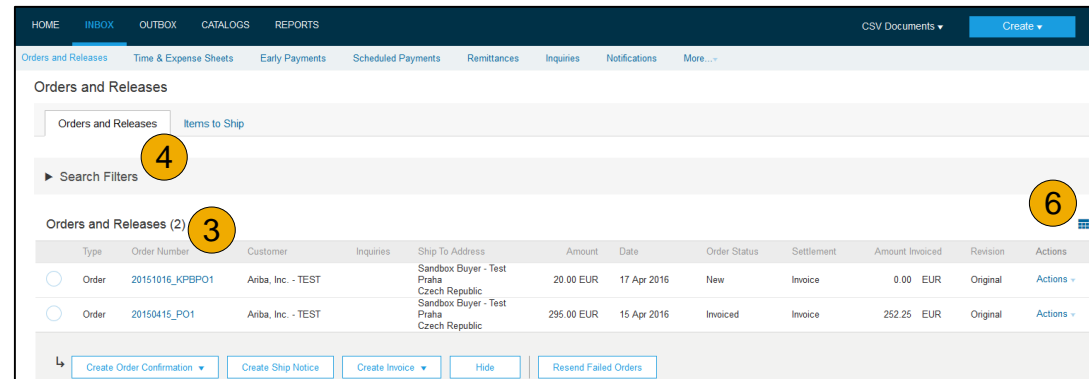 HOME INBOX OUTBOX CATALOGS REPORTS CSV Documents ▾ Create ▾
Orders and Releases Time & Expense Sheets Early Payments Scheduled Payments Remittances Inquiries Notifications More...
Orders and Releases
Orders and Releases Items to Ship
4
► Search Filters
6
Orders and Releases (2)
3
Type Order Number Customer Inquiries Ship To Address Amount Date Order Status Settlement Amount Invoiced Revision Actions
Sandbox Buyer - Test
Order 20151016_KPBPO1 Ariba, Inc. - TEST Praha 20.00 EUR 17 Apr 2016 New Invoice 0.00 EUR Original Actions
Czech Republic
Sandbox Buyer - Test
Order 20150415_PO1 Ariba, Inc. - TEST Praha 295.00 EUR 15 Apr 2016 Invoiced Invoice 252.25 EUR Original Actions
Czech Republic
Create Order Confirmation ▾ Create Ship Notice Create Invoice ▾ Hide Resend Failed Orders